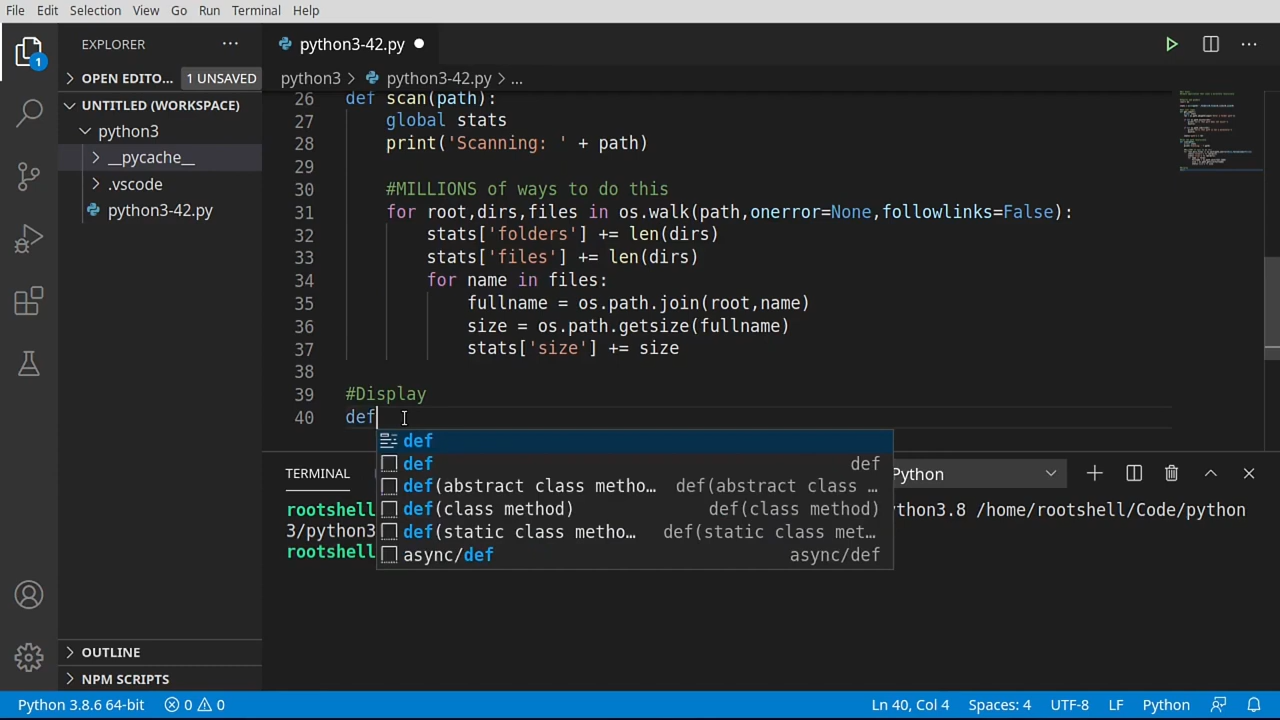 File Edit Selection View Go Run Terminal Help
EXPLORER ···
python3-42.py
1
OPEN EDITO... 1 UNSAVED
python3 > python3-42.py > ...
UNTITLED (WORKSPACE)
python3
__pycache__
.vscode
python3-42.py
26 def scan(path):
27 global stats
28 print('Scanning: ' + path)
29
30 #MILLIONS of ways to do this
31 for root,dirs,files in os.walk(path,onerror=None,followlinks=False):
32 stats['folders'] += len(dirs)
33 stats['files'] += len(dirs)
34 for name in files:
35 fullname = os.path.join(root,name)
36 size = os.path.getsize(fullname)
37 stats['size'] += size
38
39 #Display
40 def
def
def def
def(abstract class metho... def(abstract class ...
def(class method) def(class method)
def(static class metho... def(static class met...
async/def async/def
TERMINAL Python
rootshell thon3.8 /home/rootshell/Code/python
3/python3
rootshell
OUTLINE
NPM SCRIPTS
Python 3.8.6 64-bit 0 0 Ln 40, Col 4 Spaces: 4 UTF-8 LF Python